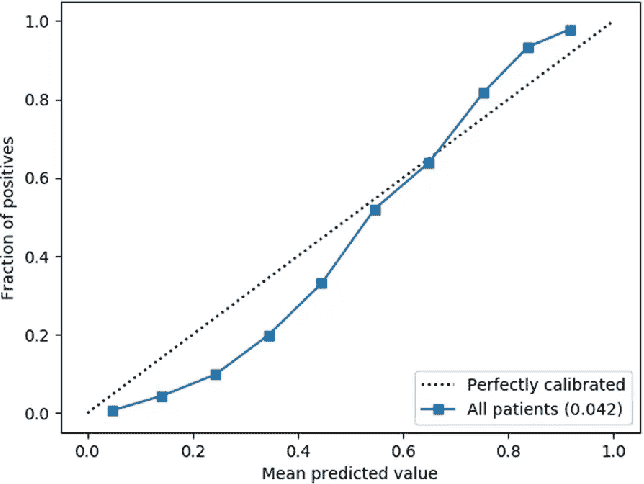 1.0
0.8
0.6
0.4
0.2
0.0
Fraction of positives
Perfectly calibrated
All patients (0.042)
0.0 0.2 0.4 0.6 0.8 1.0
Mean predicted value